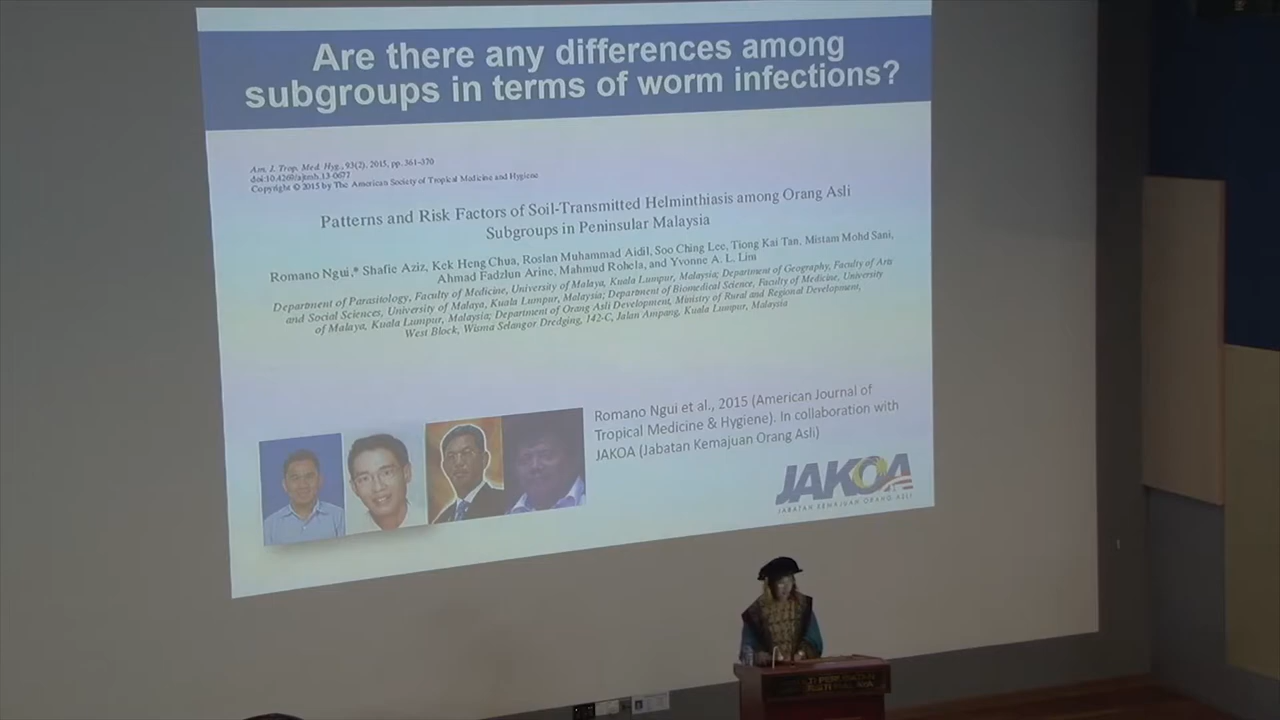 Are there any differences among
subgroups in terms of worm infections?
Am. J. Trop. Med. Hyg., 93(2), 2015, pp. 361–370
doi:10.4269/ajtmh.13-0677
Copyright © 2015 by The American Society of Tropical Medicine and Hygiene
Patterns and Risk Factors of Soil-Transmitted Helminthiasis among Orang Asli
Subgroups in Peninsular Malaysia
Romano Ngui,* Shafie Aziz, Kek Heng Chua, Roslan Muhammad Aidil, Soo Ching Lee, Tiong Kai Tan, Mistam Mohd Sani,
Ahmad Fadzlun Arine, Mahmud Rohela, and Yvonne A. L. Lim
Department of Parasitology, Faculty of Medicine, University of Malaya, Kuala Lumpur, Malaysia; Department of Geography, Faculty of Arts
and Social Sciences, University of Malaya, Kuala Lumpur, Malaysia; Department of Biomedical Science, Faculty of Medicine, University
of Malaya, Kuala Lumpur, Malaysia; Department of Orang Asli Development, Ministry of Rural and Regional Development,
West Block, Wisma Selangor Dredging, 142-C, Jalan Ampang, Kuala Lumpur, Malaysia
Romano Ngui et al., 2015 (American Journal of
Tropical Medicine & Hygiene). In collaboration with
JAKOA (Jabatan Kemajuan Orang Asli)
JAKOA
JABATAN KEMAJUAN ORANG ASLI